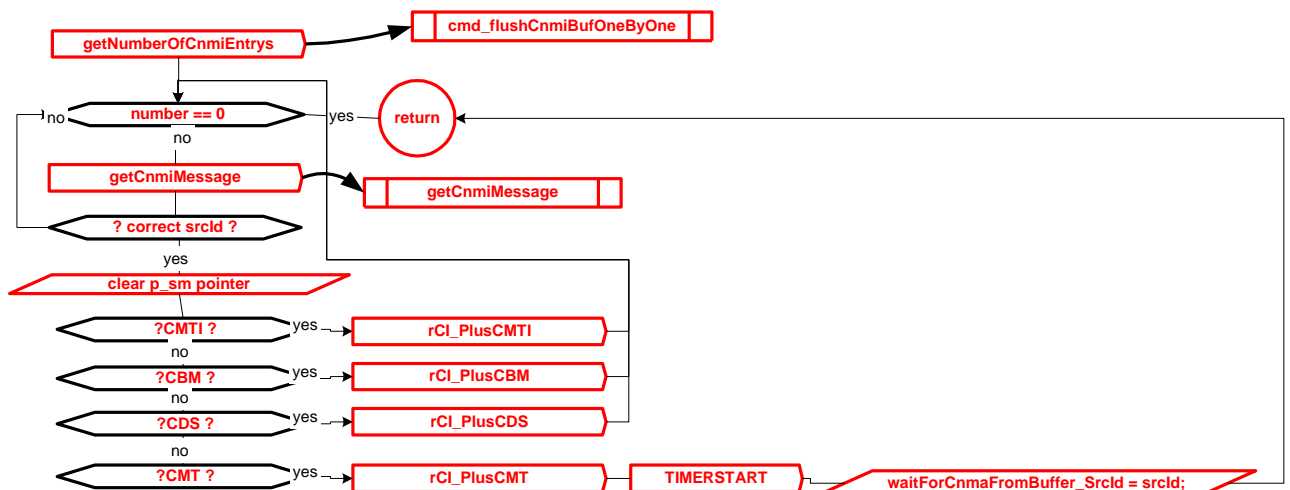 cmd_flushCnmiBufOneByOne
getNumberOfCnmiEntrys
no
number == 0
yes
return
no
getCnmiMessage
getCnmiMessage
? correct srcId ?
yes
clear p_sm pointer
?CMTI ?
yes
rCI_PlusCMTI
no
?CBM ?
yes
rCI_PlusCBM
no
?CDS ?
yes
rCI_PlusCDS
no
?CMT ?
yes
rCI_PlusCMT
TIMERSTART
waitForCnmaFromBuffer_SrcId = srcId;